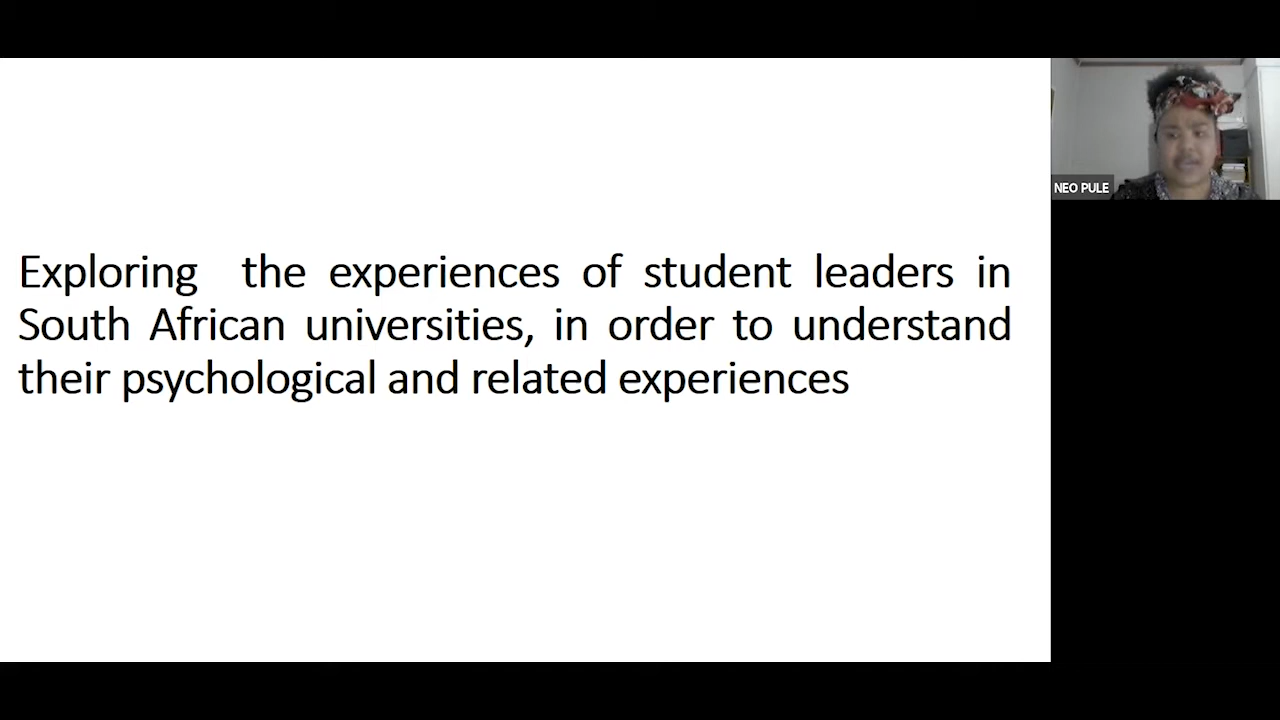 Exploring the experiences of student leaders in
South African universities, in order to understand
their psychological and related experiences
NEO PULE